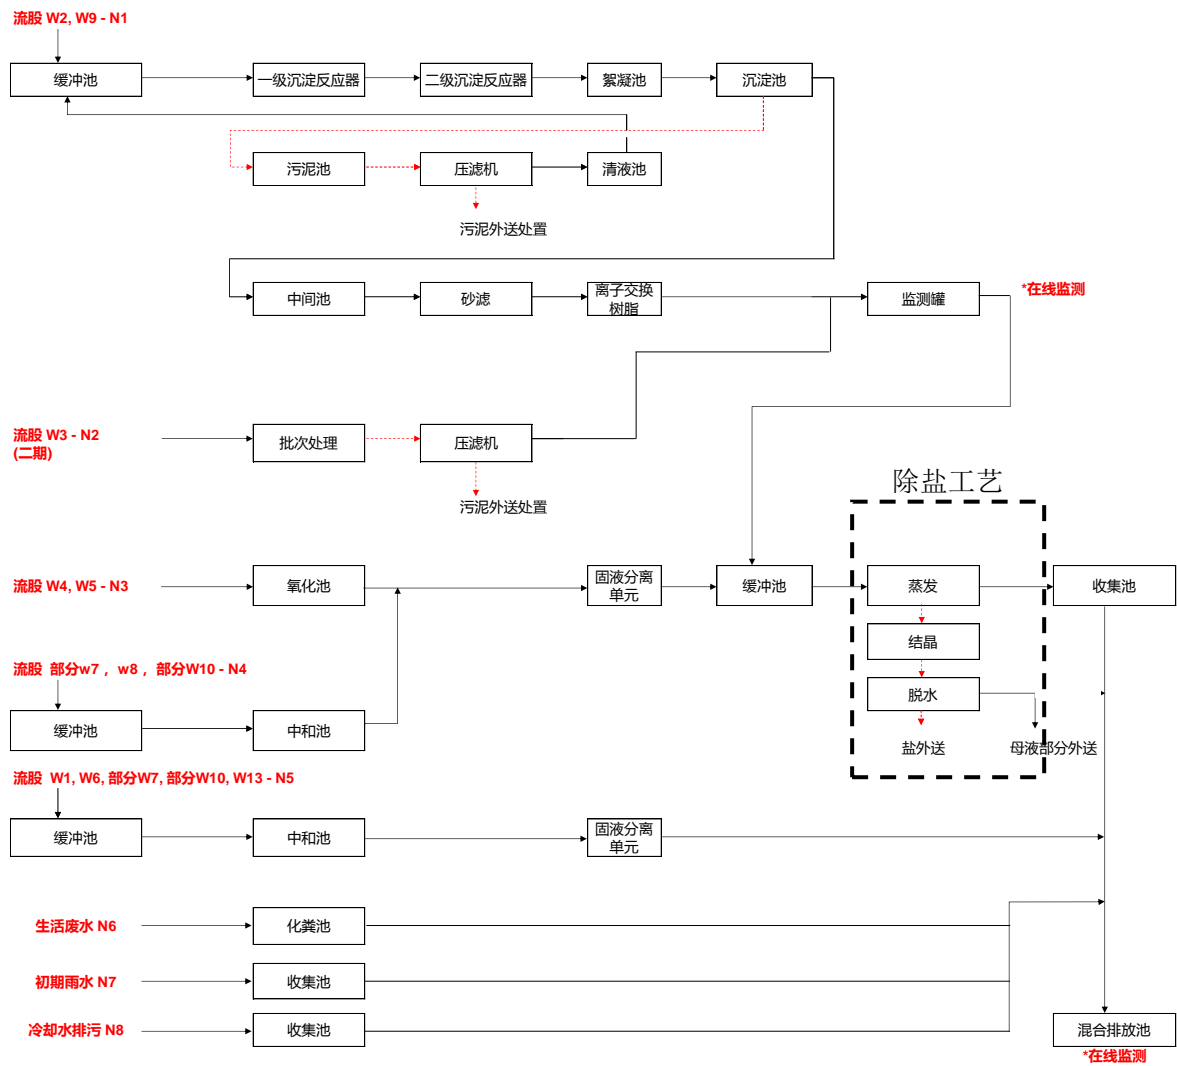 流股 W2, W9 - N1
缓冲池
一级沉淀反应器
二级沉淀反应器
絮凝池
沉淀池
污泥池
压滤机
清液池
污泥外送处置
中间池
砂滤
离子交换
树脂
监测罐
*在线监测
流股 W3 - N2
(二期)
批次处理
压滤机
污泥外送处置
除盐工艺
流股 W4, W5 - N3
氧化池
固液分离
单元
缓冲池
蒸发
收集池
结晶
流股 部分w7 ，w8 ，部分W10 - N4
脱水
缓冲池
中和池
盐外送
母液部分外送
流股 W1, W6, 部分W7, 部分W10, W13 - N5
缓冲池
中和池
固液分离
单元
生活废水 N6
化粪池
初期雨水 N7
收集池
冷却水排污 N8
收集池
混合排放池
*在线监测